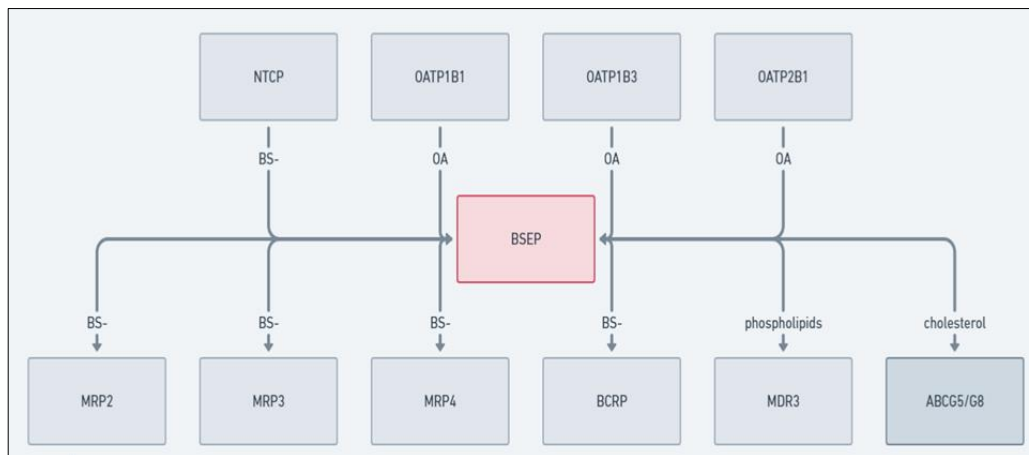 NTCP
OATP1B1
OATP1B3
OATP2B1
BS-
OA
OA
OA
BSEP
BS-
BS-
BS-
BS-
phospholipids
cholesterol
MRP2
MRP3
MRP4
BCRP
MDR3
ABCG5/G8